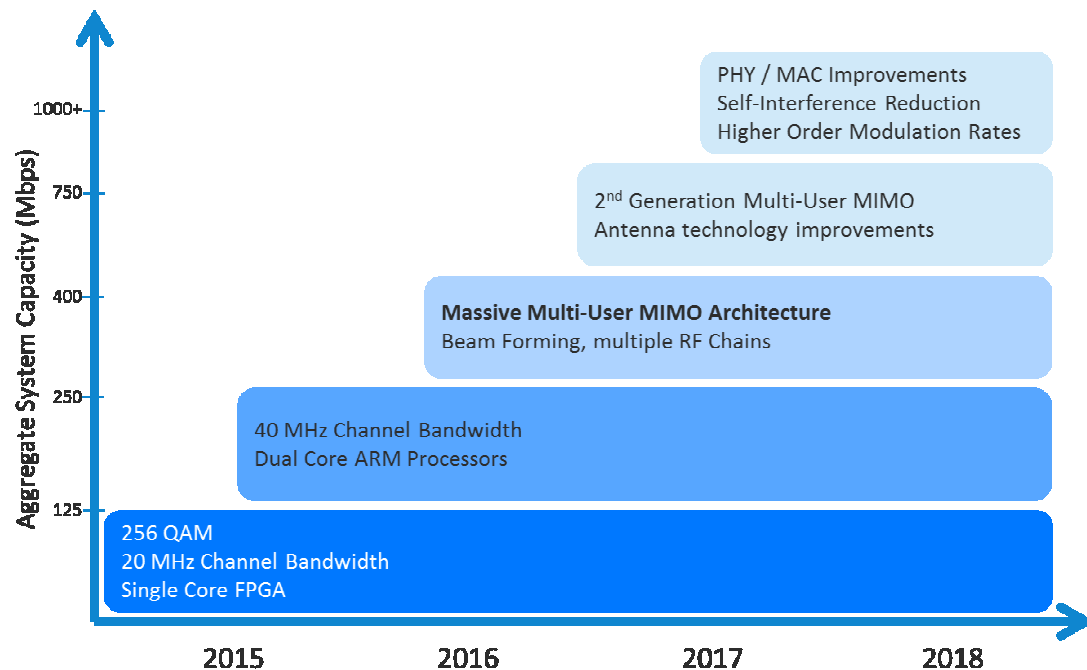 Aggregate System Capacity (Mbps)
1000+
PHY / MAC Improvements
Self-Interference Reduction
Higher Order Modulation Rates
750
2nd Generation Multi-User MIMO
Antenna technology improvements
400
Massive Multi-User MIMO Architecture
Beam Forming, multiple RF Chains
250
40 MHz Channel Bandwidth
Dual Core ARM Processors
125
256 QAM
20 MHz Channel Bandwidth
Single Core FPGA
2015 2016 2017 2018